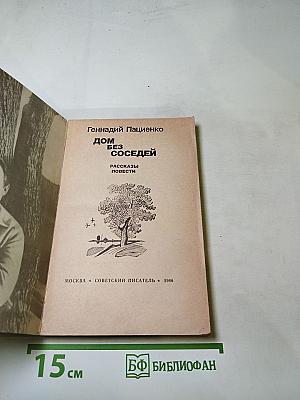 Геннадий Пациенко
ДОМ
БЕЗ
СОСЕДЕЙ
РАССКАЗЫ
ПОВЕСТИ
МОСКВА • СОВЕТСКИЙ ПИСАТЕЛЬ • 1986
15 см
БФ БИБЛИОФАН